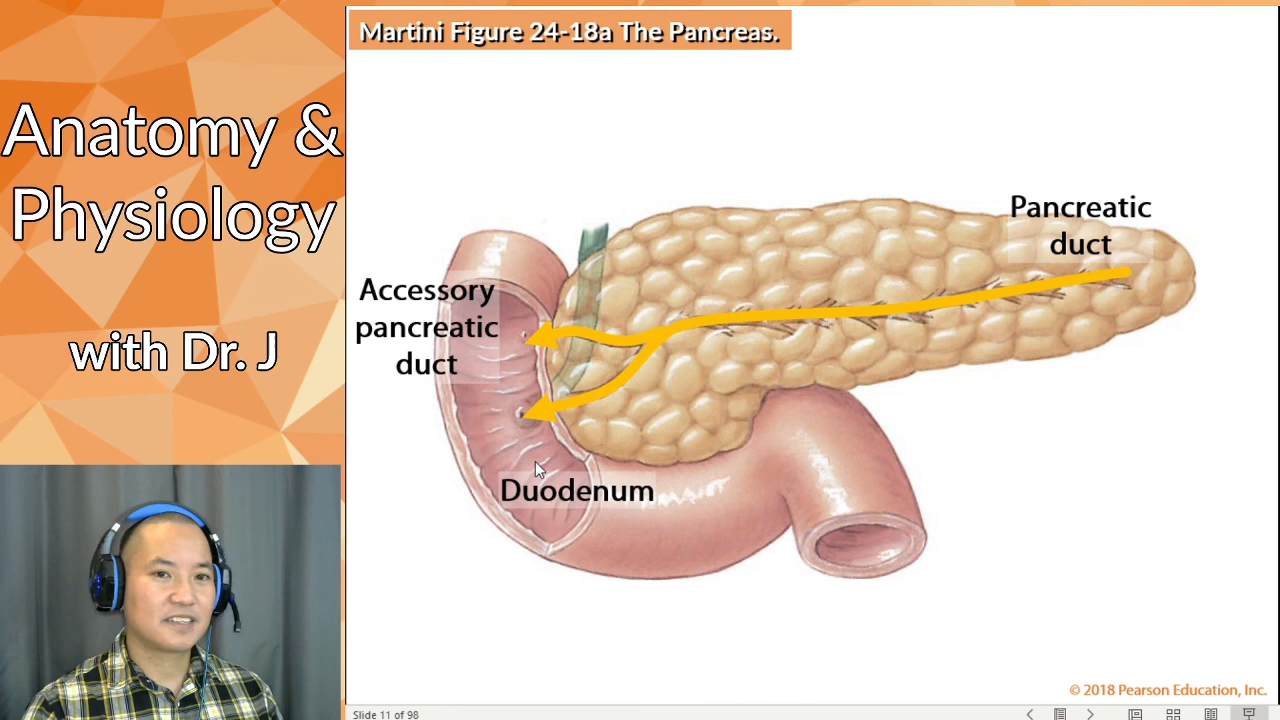 Anatomy &
Physiology
with Dr. J
Martini Figure 24-18a The Pancreas.
Pancreatic
duct
Accessory
pancreatic
duct
Duodenum
© 2018 Pearson Education, Inc.
Slide 11 of 98